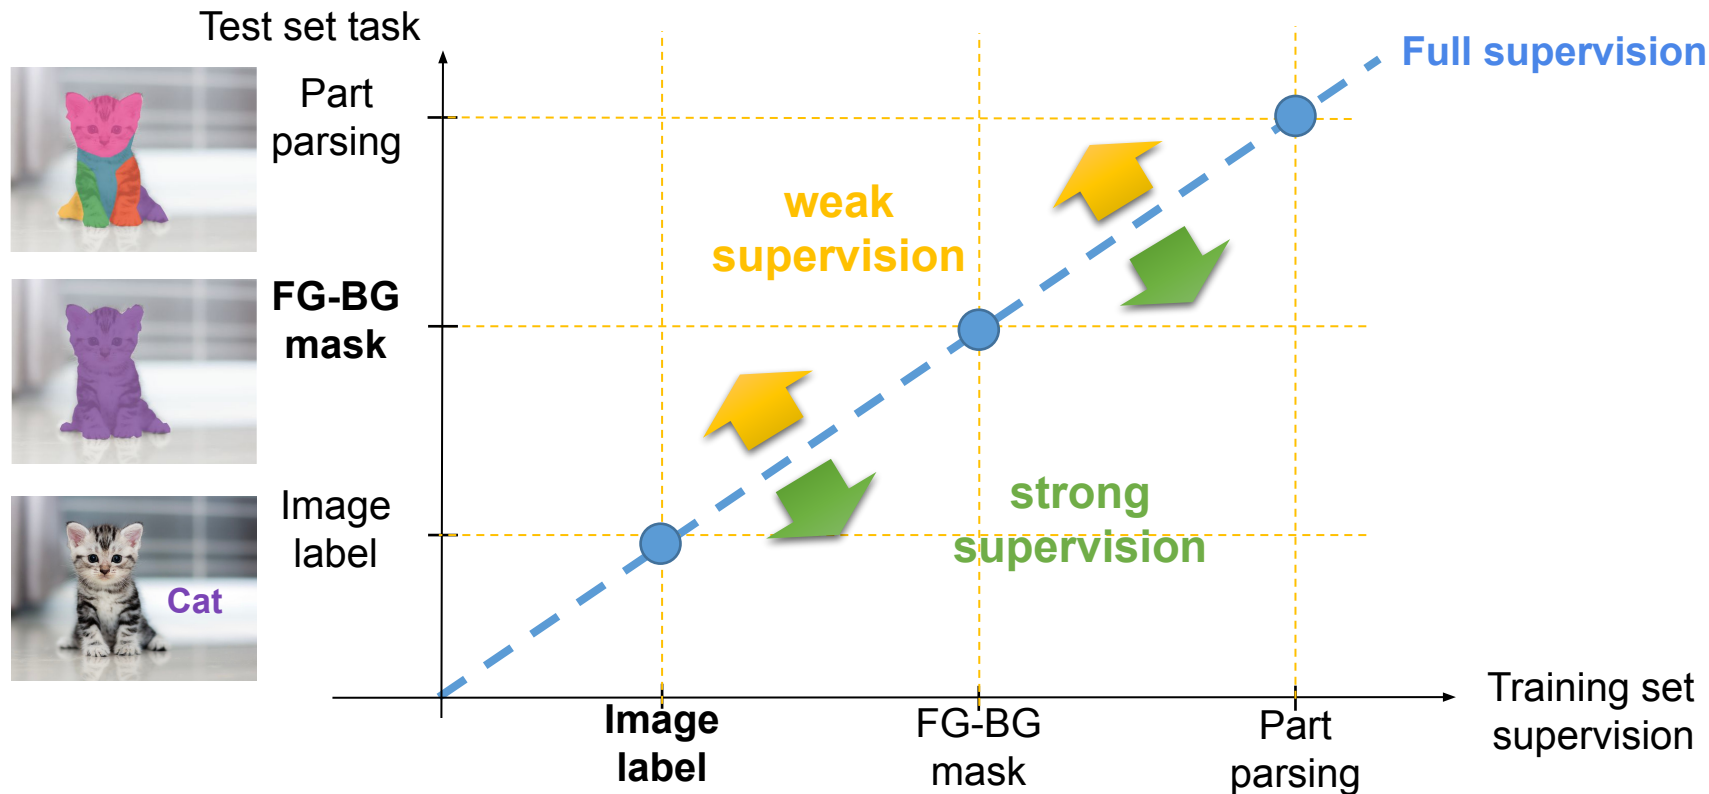 Test set task
Full supervision
Part
parsing
weak
supervision
FG-BG
mask
Image
label
strong
supervision
Cat
Training set
supervision
Image
label
FG-BG
mask
Part
parsing